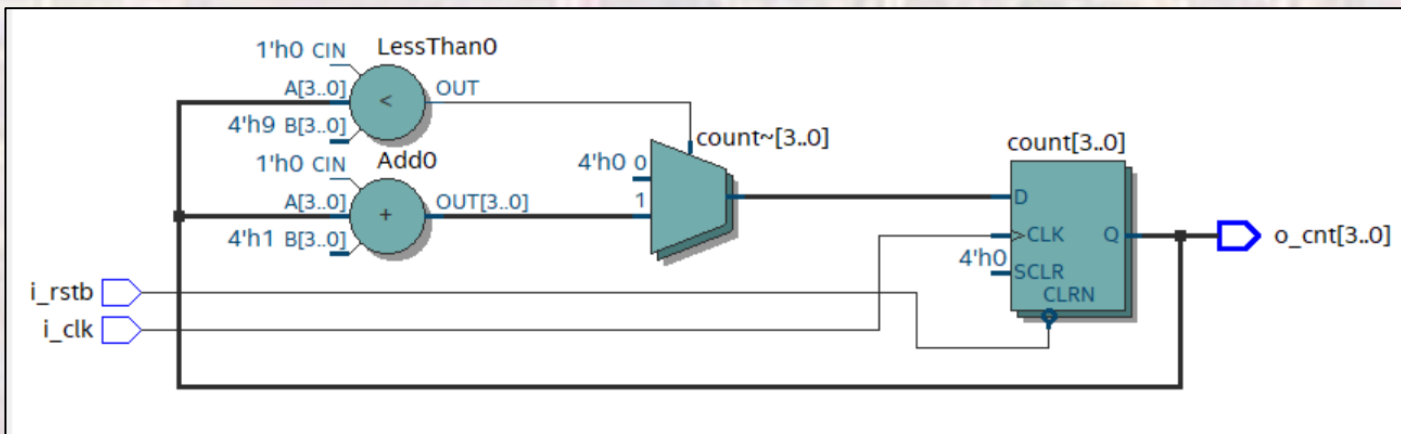 LessThan0
1'h0 CIN
A[3..0]
<
OUT
4'h9 B[3..0]
count~[3..0]
Add0
1'h0 CIN
A[3..0]
+
OUT[3..0]
4'h1 B[3..0]
4'h0 0
1
count[3..0]
D
CLK
Q
4'h0
SCLR
CLRN
o_cnt[3..0]
i_rstb
i_clk